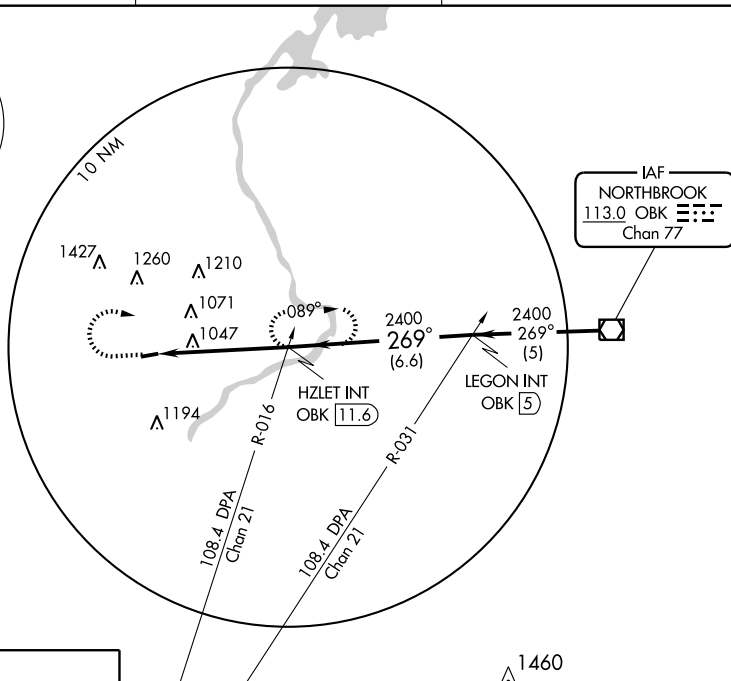 10 NM
IAF
NORTHBROOK
113.0 OBK
Chan 77
1427
1260
1210
1071
1047
089°
2400
269°
(6.6)
2400
269°
(5)
HZLET INT
OBK 11.6
LEGON INT
OBK 5
1194
R-016
R-031
108.4 DPA
Chan 21
108.4 DPA
Chan 21
1460